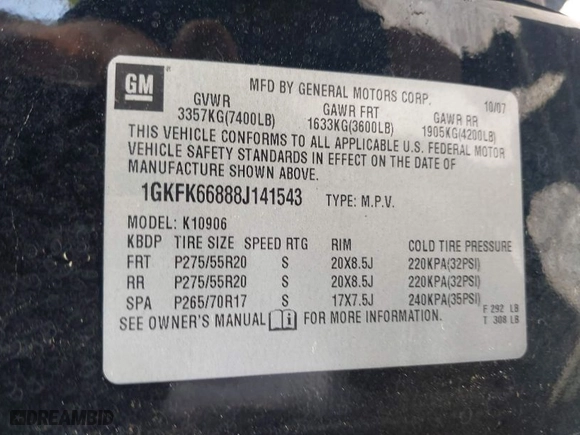 GM
MFD BY GENERAL MOTORS CORP.
10/07
GVWR GAWR FRT GAWR RR
3357KG(7400LB) 1633KG(3600LB) 1905KG(4200LB)
THIS VEHICLE CONFORMS TO ALL APPLICABLE U.S. FEDERAL MOTOR
VEHICLE SAFETY STANDARDS IN EFFECT ON THE DATE OF
MANUFACTURE SHOWN ABOVE.
1GKFK66888J141543 TYPE: M.P.V.
MODEL: K10906
KBDP TIRE SIZE SPEED RTG RIM COLD TIRE PRESSURE
FRT P275/55R20 S 20X8.5J 220KPA(32PSI)
RR P275/55R20 S 20X8.5J 220KPA(32PSI)
SPA P265/70R17 S 17X7.5J 240KPA(35PSI)
SEE OWNER'S MANUAL i FOR MORE INFORMATION.
F 292 LB
T 308 LB
DREAMBID